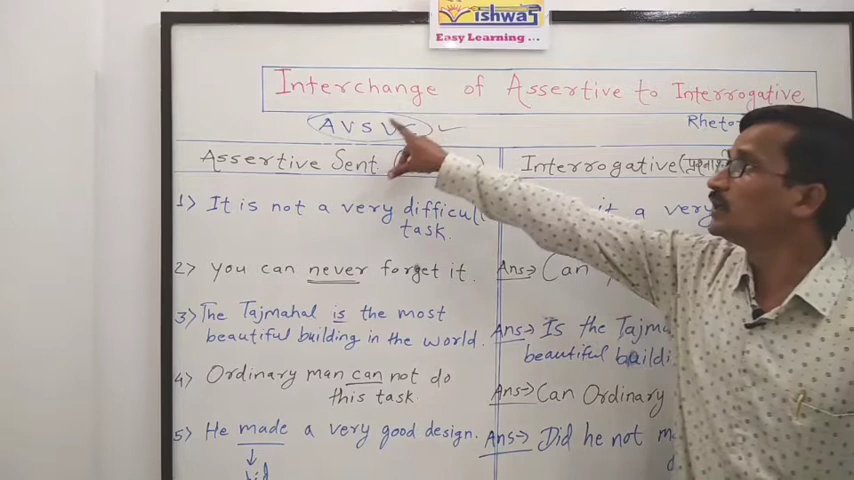 ishwas
Easy Learning...
Interchange of Assertive to Interrogative
A V S V
Rhetor
Assertive Sent
Interrogative (
1) It is not a very difficult task.
it a very
2) You can never forget it.
Ans→ Can
3) The Tajmahal is the most beautiful building in the world.
Ans→ Is the Tajma
beautiful buildi
4) Ordinary man can not do this task.
Ans→ Can Ordinary
5) He made a very good design.
Ans→ Did he not m
did